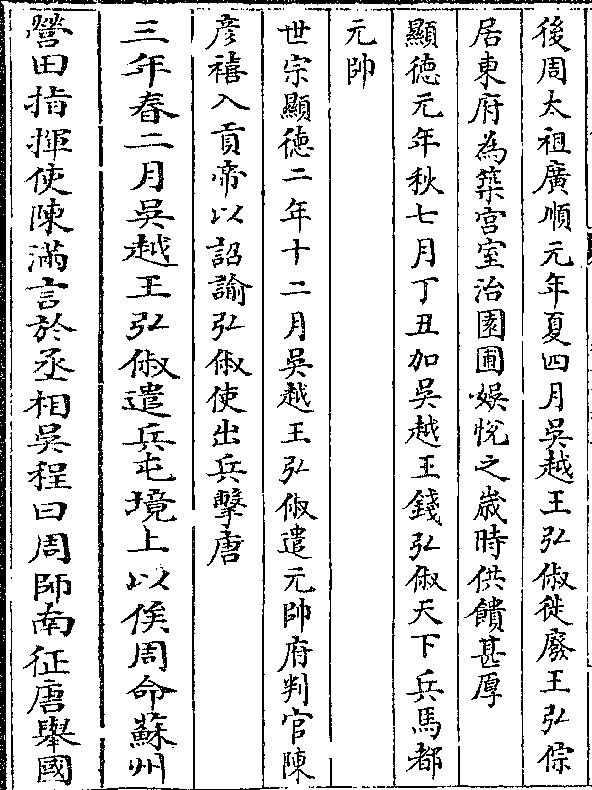 後周太祖廣順元年夏四月吳越王弘俶徙廢王弘倧
居東府為築宮室治園圃娛悅之歲時供饋甚厚
顯徳元年秋七月丁丑加吳越王錢弘俶天下兵馬都
元帥
世宗顯徳二年十二月吳越王弘俶遣元帥府判官陳
彦禧入貢帝以詔諭弘俶使出兵擊唐
三年春二月吳越王弘俶遣兵屯境上以俟周命蘇州
營田指揮使陳滿言於丞相吳程曰周師南征唐舉國